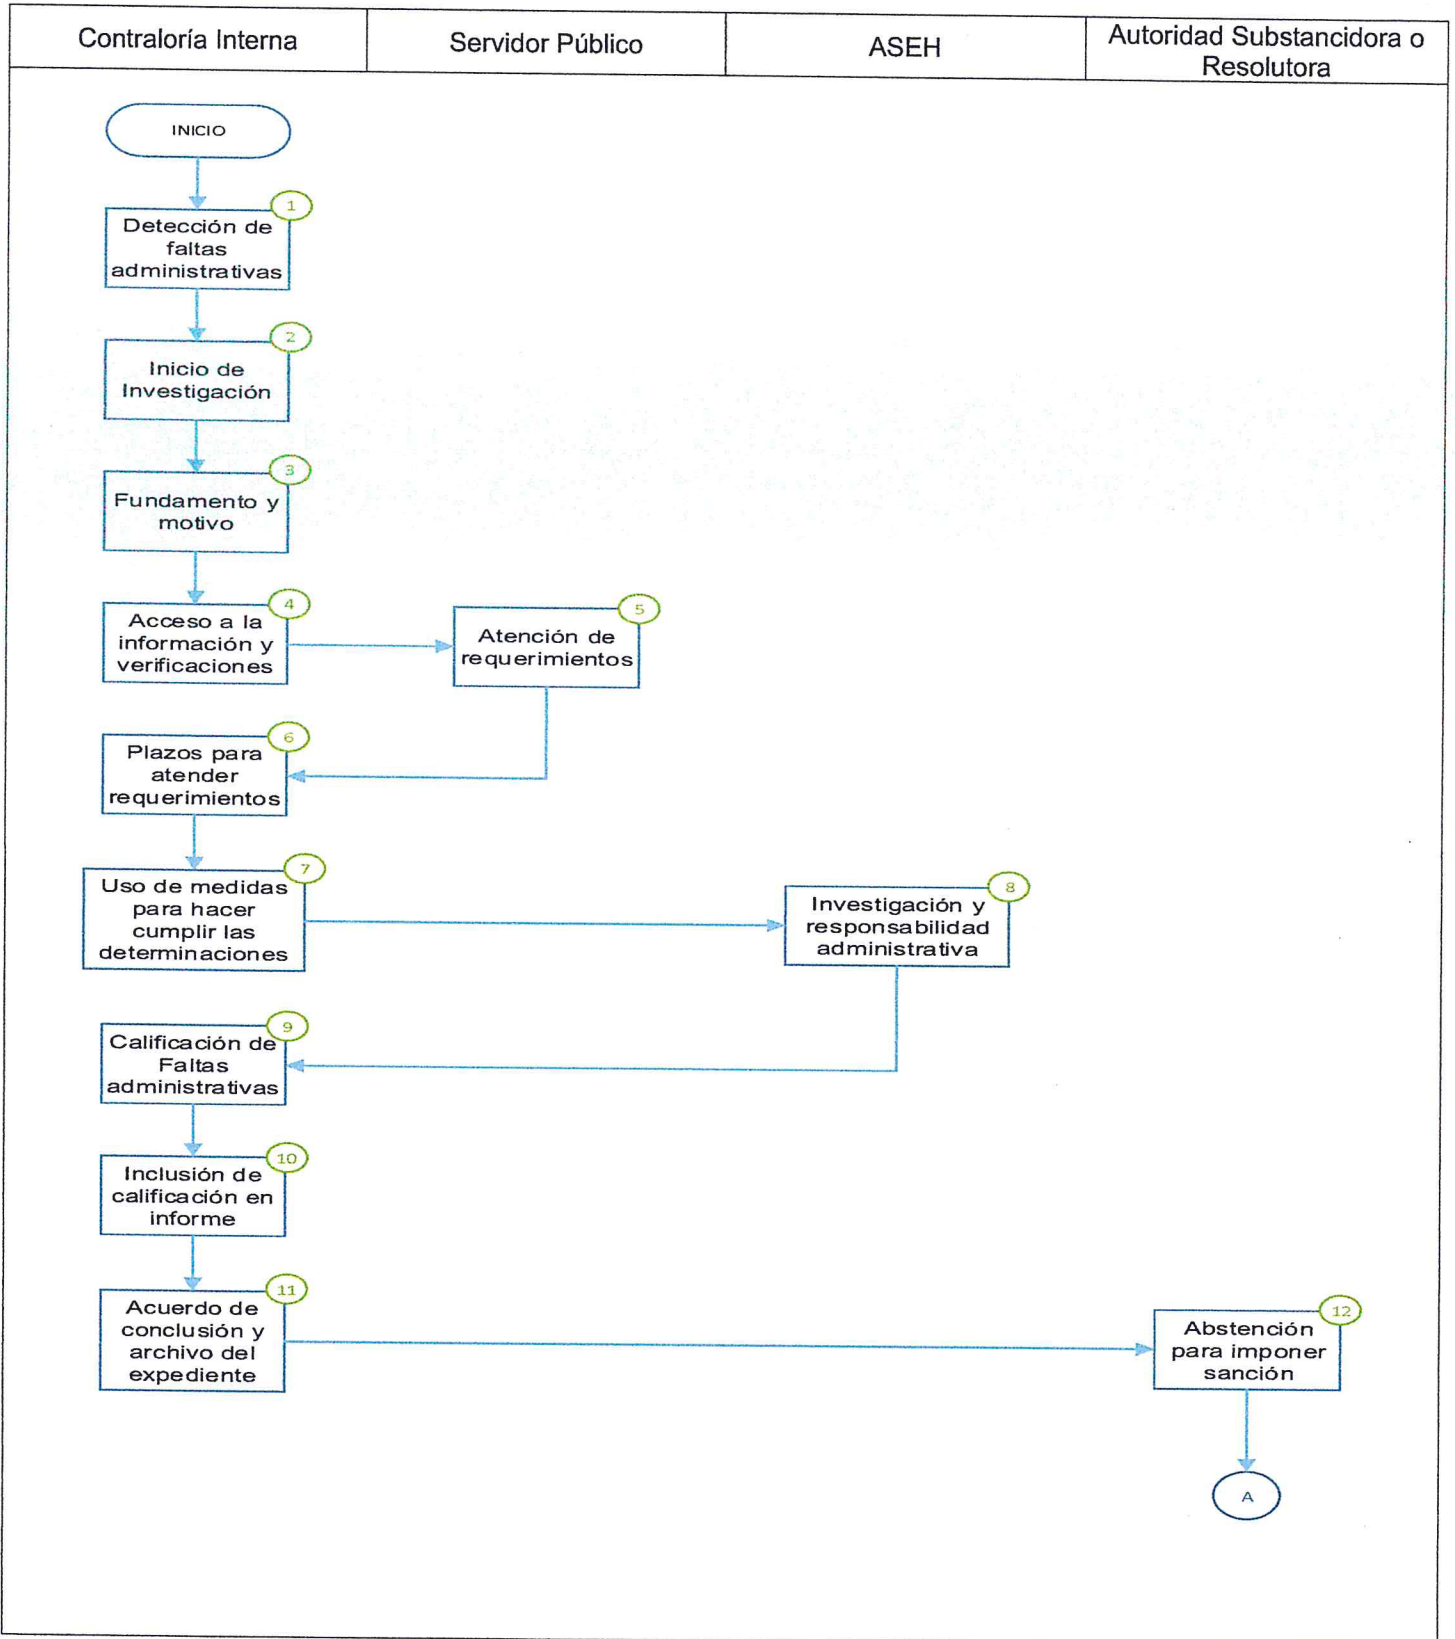 Contraloría Interna
Servidor Público
ASEH
Autoridad Substancidora o
Resolutora
INICIO
1
Detección de
faltas
administrativas
2
Inicio de
Investigación
3
Fundamento y
motivo
4
Acceso a la
información y
verificaciones
5
Atención de
requerimientos
6
Plazos para
atender
requerimientos
7
Uso de medidas
para hacer
cumplir las
determinaciones
8
Investigación y
responsabilidad
administrativa
9
Calificación de
Faltas
administrativas
10
Inclusión de
calificación en
informe
11
Acuerdo de
conclusión y
archivo del
expediente
12
Abstención
para imponer
sanción
A